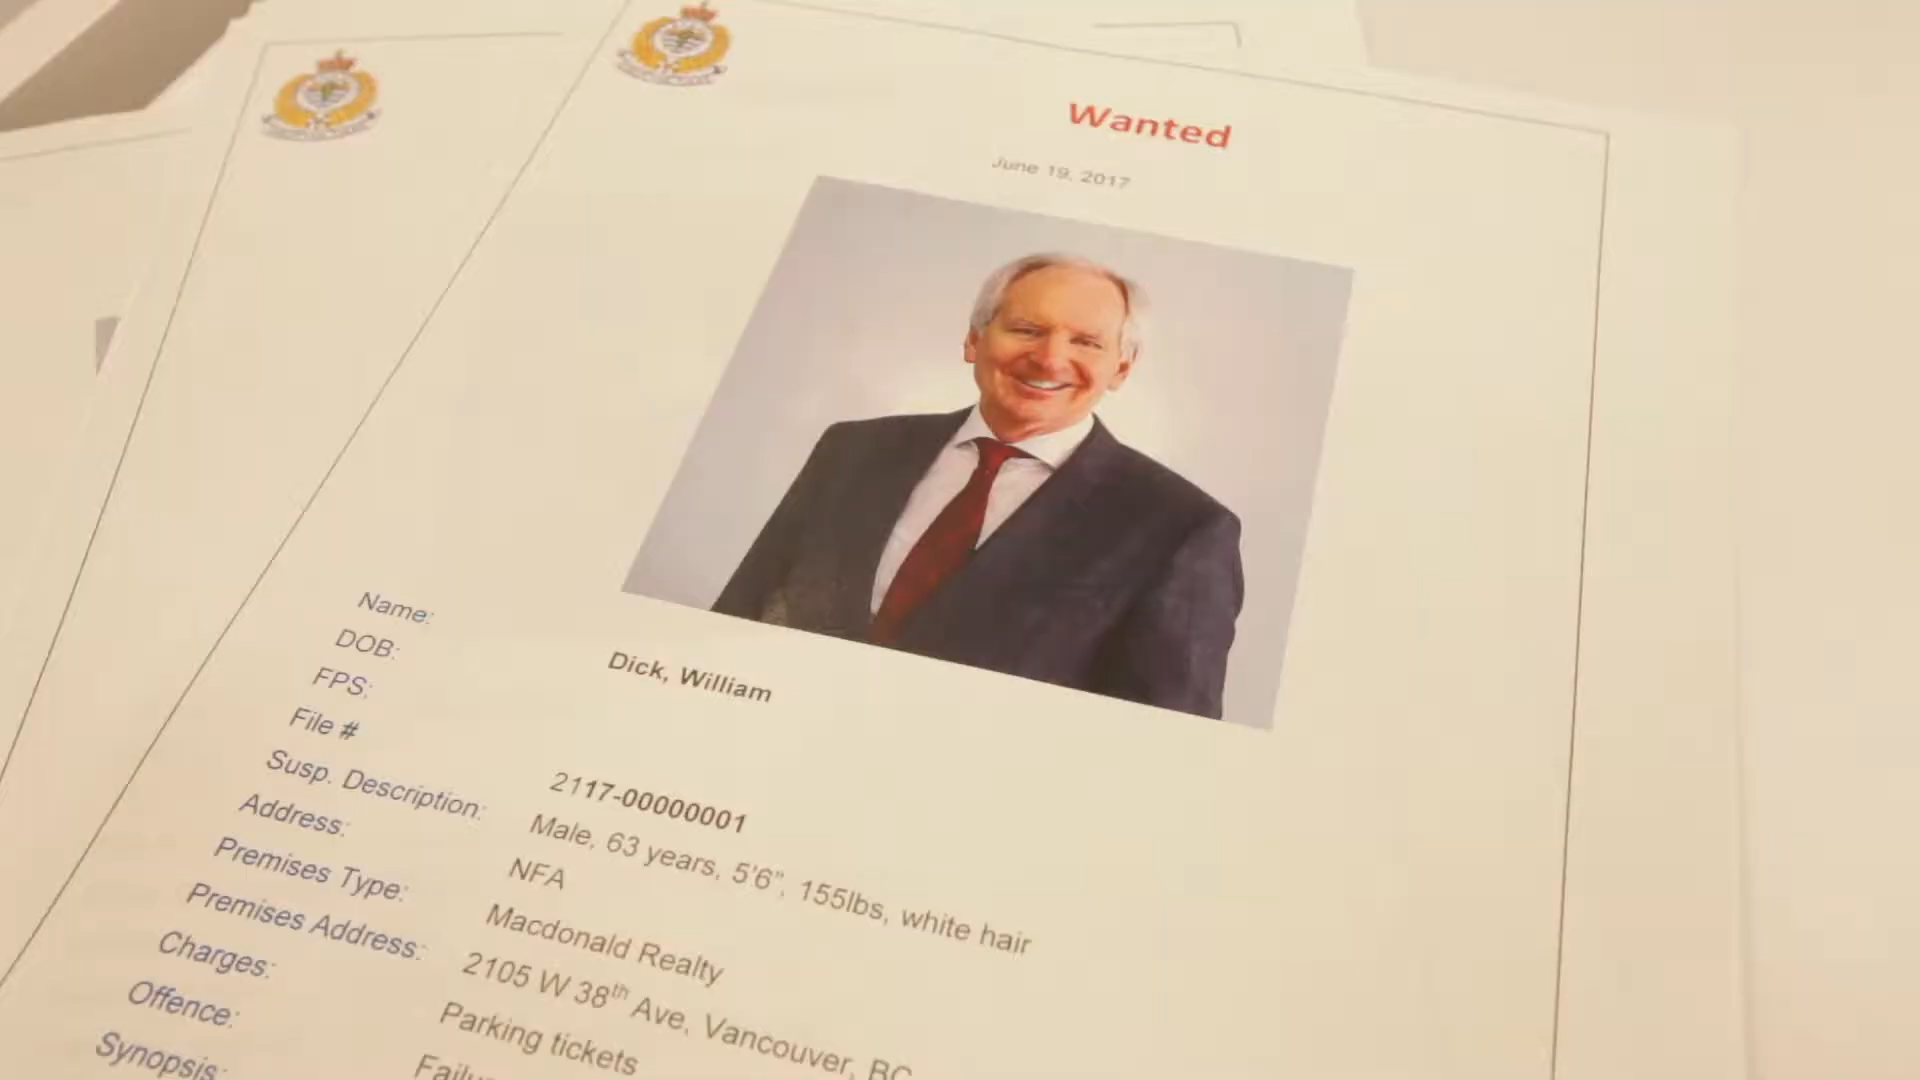 Wanted
June 19, 2017
Name: Dick, William
DOB:
FPS:
File # 2117-00000001
Susp. Description: Male, 63 years, 5'6", 155lbs, white hair
Address: NFA
Premises Type: Macdonald Realty
Premises Address: 2105 W 38th Ave, Vancouver, BC
Charges: Parking tickets
Offence:
Synopsis: